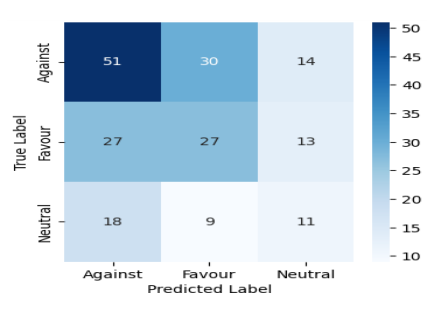 Against 51 30 14
Favour 27 27 13
Neutral 18 9 11
Against Favour Neutral
Predicted Label
True Label
50
45
40
35
30
25
20
15
10